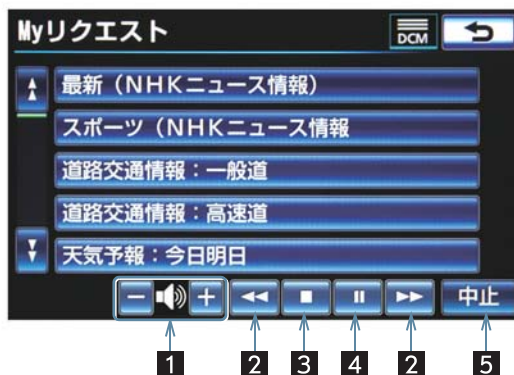 Myリクエスト
DCM
最新（NHKニュース情報）
スポーツ（NHKニュース情報
道路交通情報：一般道
道路交通情報：高速道
天気予報：今日明日
中止
1 2 3 4 2 5